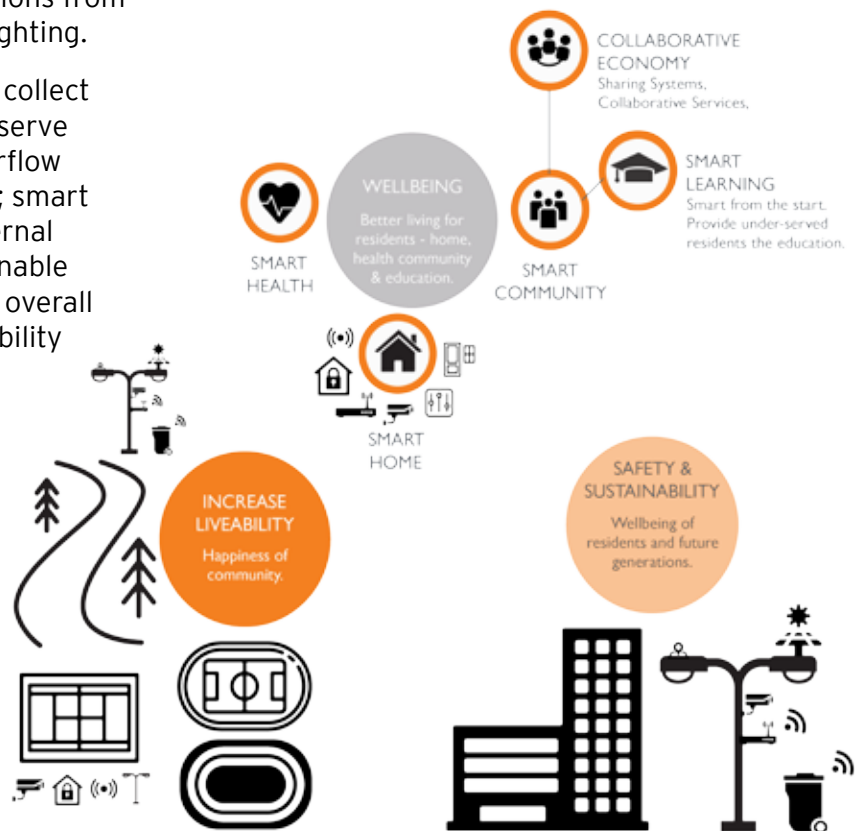 ions from
ghting.
collect
serve
rflow
; smart
ernal
nable
overall
bility
COLLABORATIVE
ECONOMY
Sharing Systems,
Collaborative Services,
SMART
LEARNING
Smart from the start.
Provide under-served
residents the education.
WELLBEING
Better living for
residents - home,
health community
& education.
SMART
HEALTH
SMART
COMMUNITY
SMART
HOME
INCREASE
LIVEABILITY
Happiness of
community.
SAFETY &
SUSTAINABILITY
Wellbeing of
residents and future
generations.